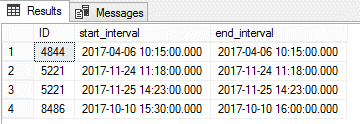 Results Messages
ID start_interval end_interval
1 4844 2017-04-06 10:15:00.000 2017-04-06 10:15:00.000
2 5221 2017-11-24 11:18:00.000 2017-11-24 11:18:00.000
3 5221 2017-11-25 14:23:00.000 2017-11-25 14:23:00.000
4 8486 2017-10-10 15:30:00.000 2017-10-10 16:00:00.000